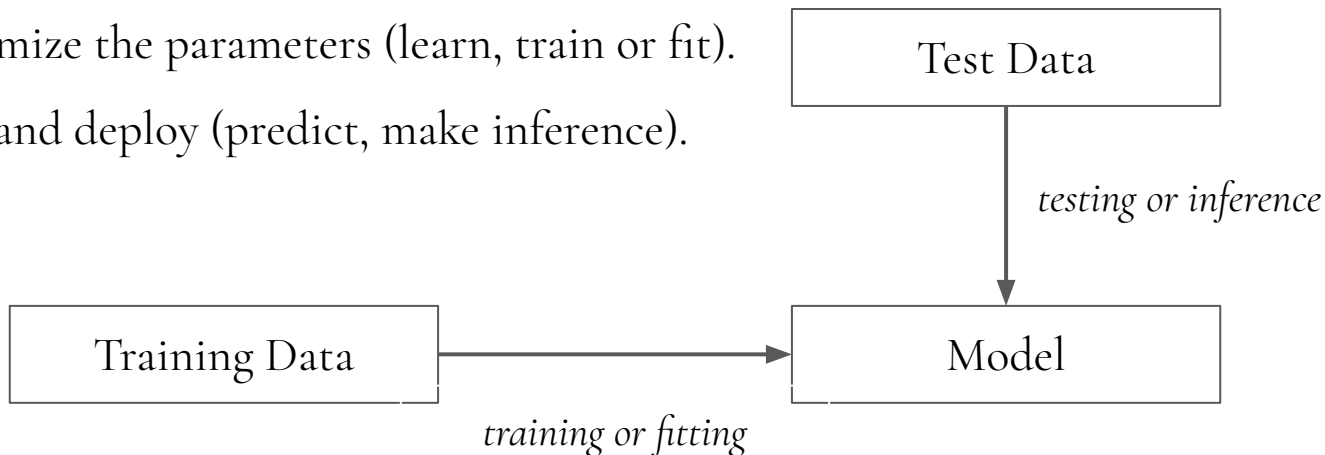 mize the parameters (learn, train or fit).
and deploy (predict, make inference).
Test Data
testing or inference
Training Data
Model
training or fitting